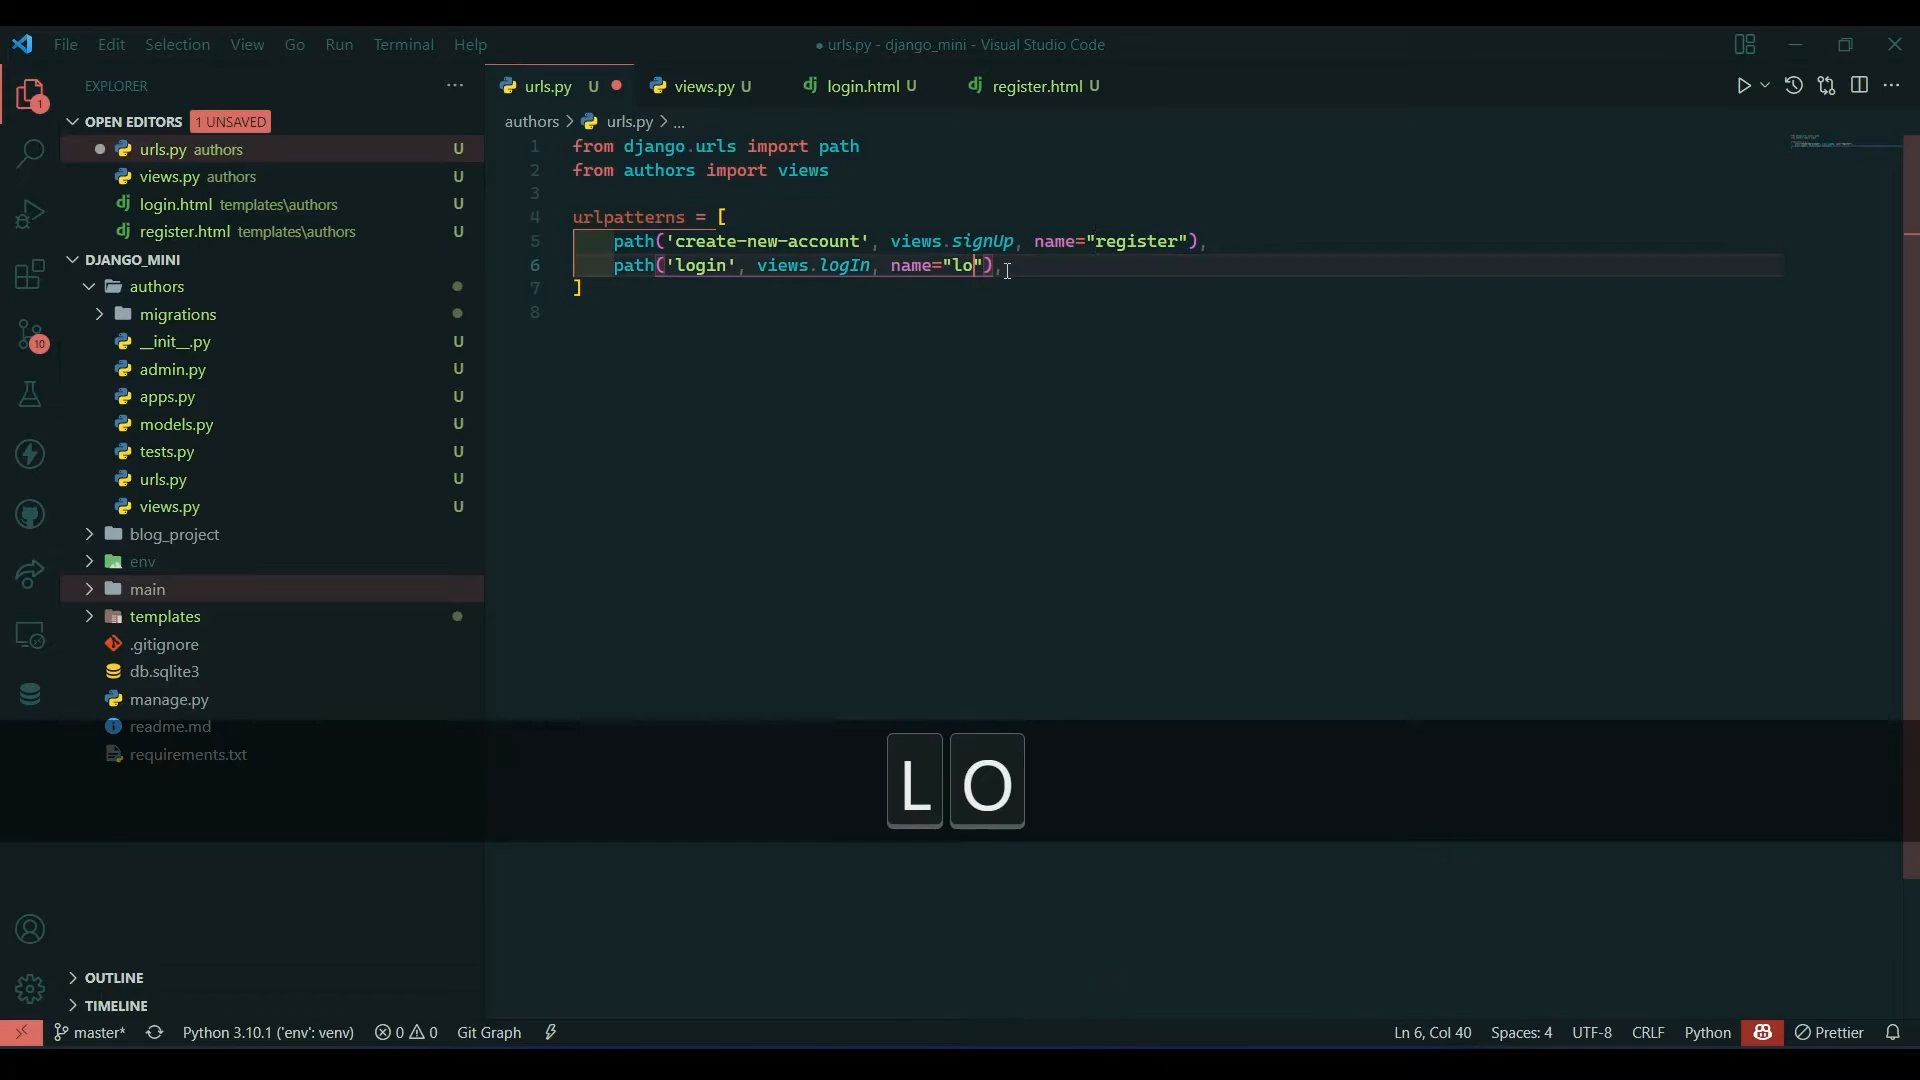 File Edit Selection View Go Run Terminal Help
● urls.py - django_mini - Visual Studio Code
EXPLORER
OPEN EDITORS 1 UNSAVED
urls.py authors U
views.py authors U
login.html templates\authors U
register.html templates\authors U
DJANGO_MINI
authors
migrations
__init__.py U
admin.py U
apps.py U
models.py U
tests.py U
urls.py U
views.py U
blog_project
env
main
templates
.gitignore
db.sqlite3
manage.py
readme.md
requirements.txt
OUTLINE
TIMELINE
1
10
urls.py U views.py U login.html U register.html U
authors > urls.py > ...
1 from django.urls import path
2 from authors import views
3
4 urlpatterns = [
5 path('create-new-account', views.signUp, name="register"),
6 path('login', views.logIn, name="lo"),
7 ]
8
L O
master* Python 3.10.1 ('env': venv) 0 0 Git Graph
Ln 6, Col 40 Spaces: 4 UTF-8 CRLF Python Prettier